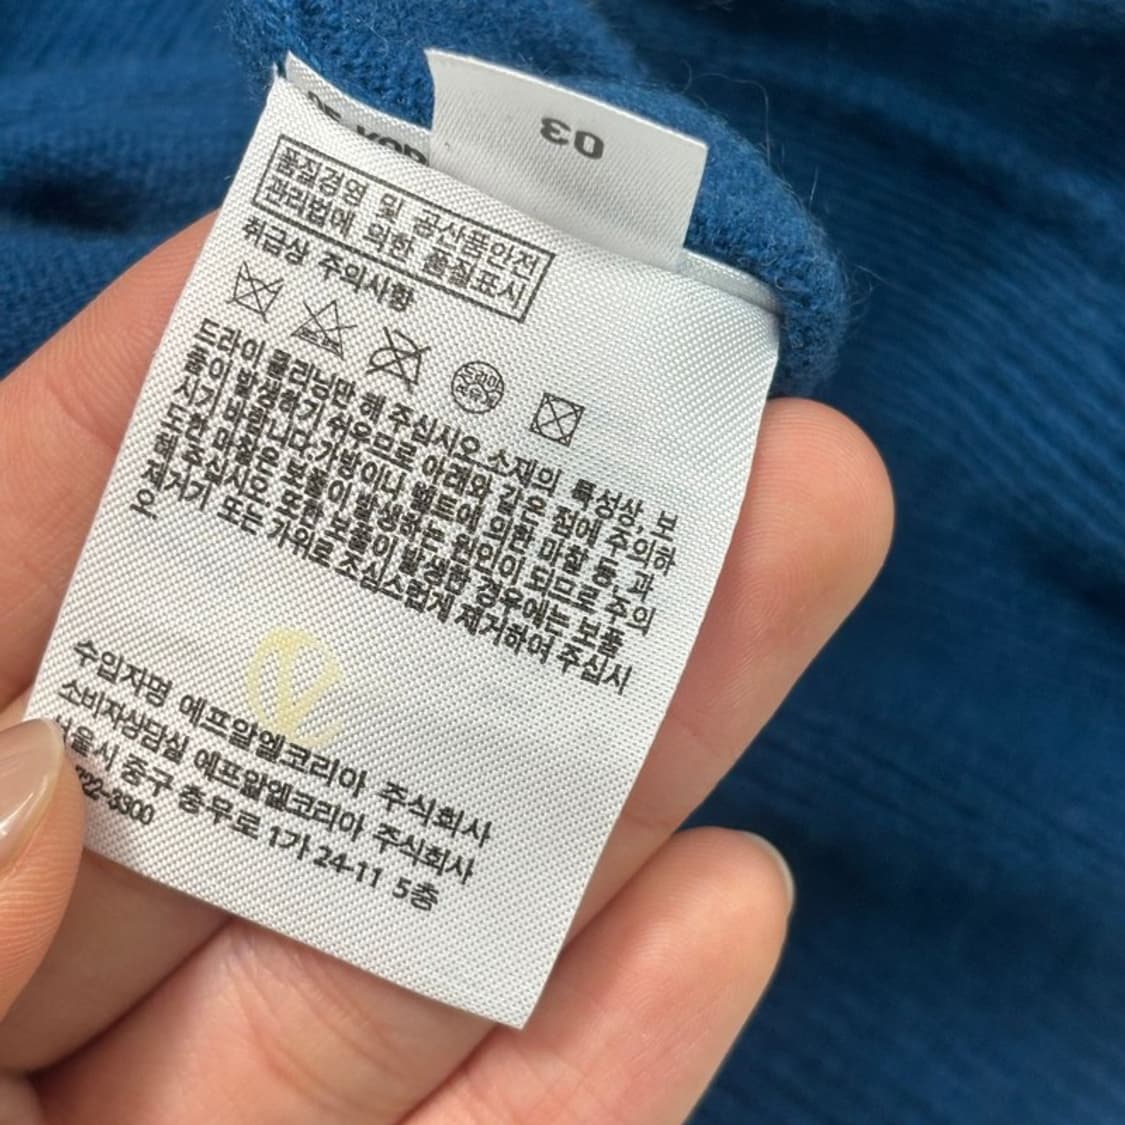 DE KOR
03
품질경영 및 공산품안전
관리법에 의한 품질표시
취급상 주의사항
드라이
석유계
드라이 클리닝만 해 주십시오 소재의 특성상, 보
풀이 발생하기 쉬우므로 아래와 같은 점에 주의하
시기 바랍니다.가방이나 벨트에 의한 마찰 등 과
도한 마찰은 보풀이 발생하는 원인이 되므로 주의
해 주십시오. 또한 보풀이 발생한 경우에는 보풀
제거기 또는 가위로 조심스럽게 제거하여 주십시
오.
수입자명 에프알엘코리아 주식회사
소비자상담실 에프알엘코리아 주식회사
서울시 중구 충무로 1가 24-11 5층
-5300